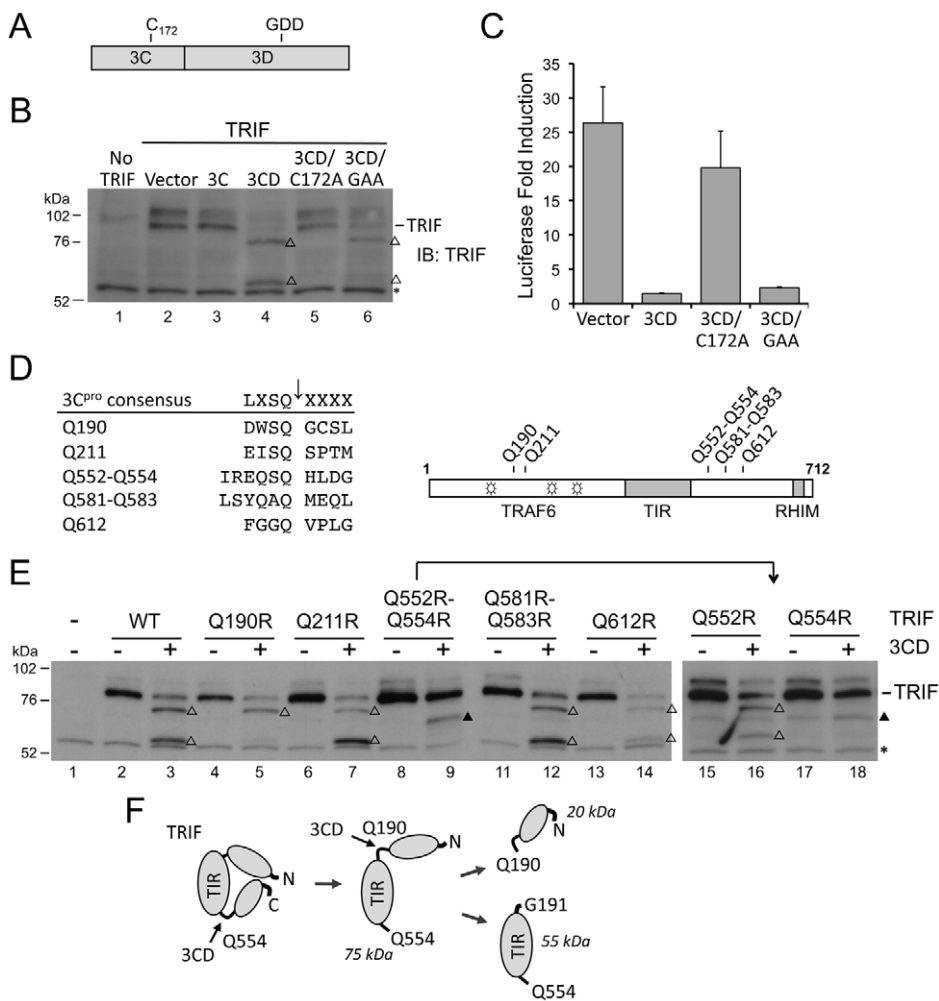 A
C172
GDD
3C
3D
B
TRIF
No
TRIF
Vector
3C
3CD
3CD/
C172A
3CD/
GAA
kDa
102
76
52
TRIF
IB: TRIF
*
1 2 3 4 5 6
C
Luciferase Fold Induction
35
30
25
20
15
10
5
0
Vector
3CD
3CD/
C172A
3CD/
GAA
D
3Cpro consensus LXSQ↓XXXX
Q190 DWSQ GCSL
Q211 EISQ SPTM
Q552-Q554 IREQSQ HLDG
Q581-Q583 LSYQAQ MEQL
Q612 FGGQ VPLG
Q190
Q211
Q552-Q554
Q581-Q583
Q612
1
712
TRAF6
TIR
RHIM
E
- WT Q190R Q211R Q552R-
Q554R Q581R-
Q583R Q612R Q552R Q554R TRIF
- - + - + - + - + - + - + - + - + 3CD
kDa
102
76
52
TRIF
*
1 2 3 4 5 6 7 8 9 11 12 13 14 15 16 17 18
F
TRIF
TIR
N
C
3CD
Q554
3CD
Q190
N
TIR
Q554
75 kDa
20 kDa
N
Q190
G191
TIR
55 kDa
Q554